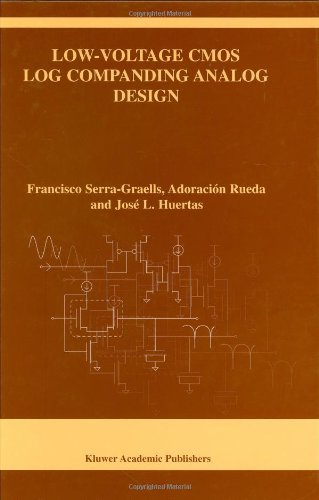 LOW-VOLTAGE CMOS
LOG COMPANDING ANALOG
DESIGN
Francisco Serra-Graells, Adoración Rueda
and José L. Huertas
Kluwer Academic Publishers